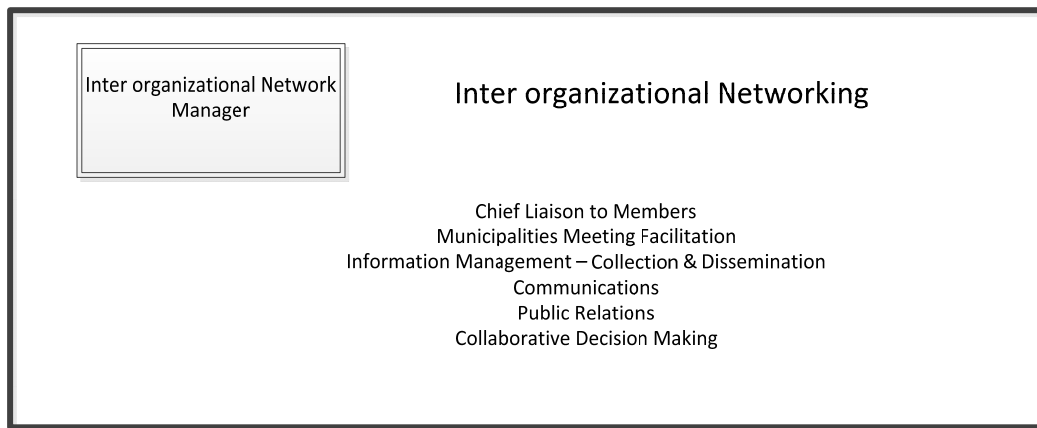 Inter organizational Network
Manager
Inter organizational Networking
Chief Liaison to Members
Municipalities Meeting Facilitation
Information Management – Collection & Dissemination
Communications
Public Relations
Collaborative Decision Making